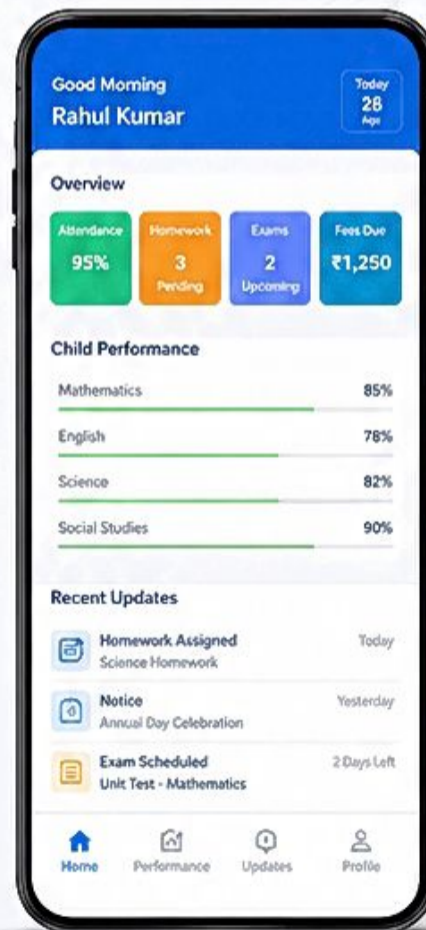 Good Morning
Rahul Kumar
Today
28
Ago
Overview
Attendance
95%
Homework
3
Pending
Exams
2
Upcoming
Fees Due
₹1,250
Child Performance
Mathematics 85%
English 78%
Science 82%
Social Studies 90%
Recent Updates
Homework Assigned Today
Science Homework
Notice Yesterday
Annual Day Celebration
Exam Scheduled 2 Days Left
Unit Test - Mathematics
Home Performance Updates Profile